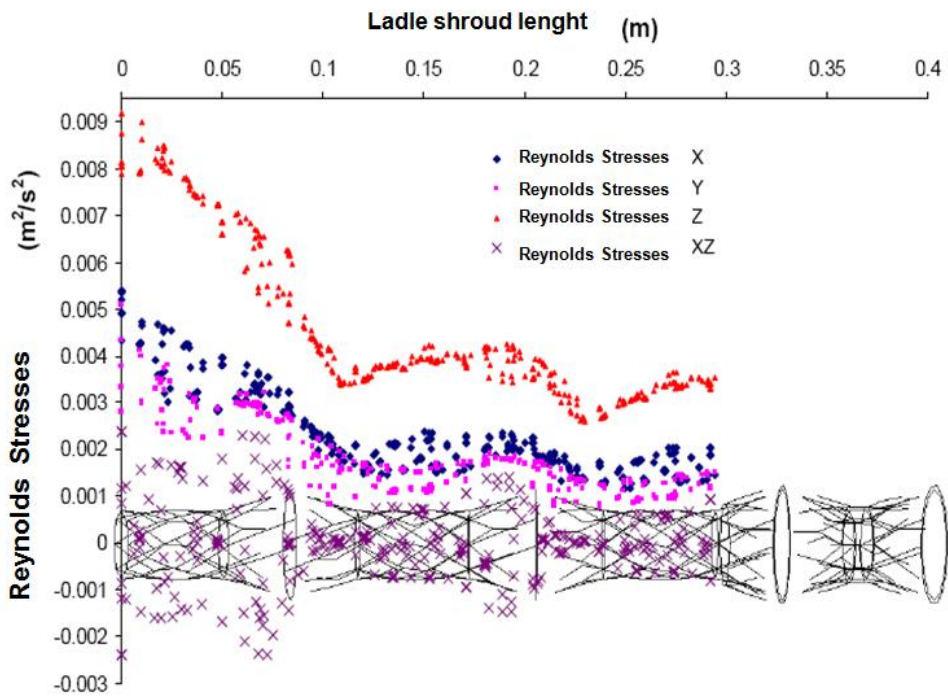 Ladle shroud lenght (m)
0 0.05 0.1 0.15 0.2 0.25 0.3 0.35 0.4
Reynolds Stresses (m²/s²)
0.009
0.008
0.007
0.006
0.005
0.004
0.003
0.002
0.001
0
-0.001
-0.002
-0.003
Reynolds Stresses X
Reynolds Stresses Y
Reynolds Stresses Z
Reynolds Stresses XZ